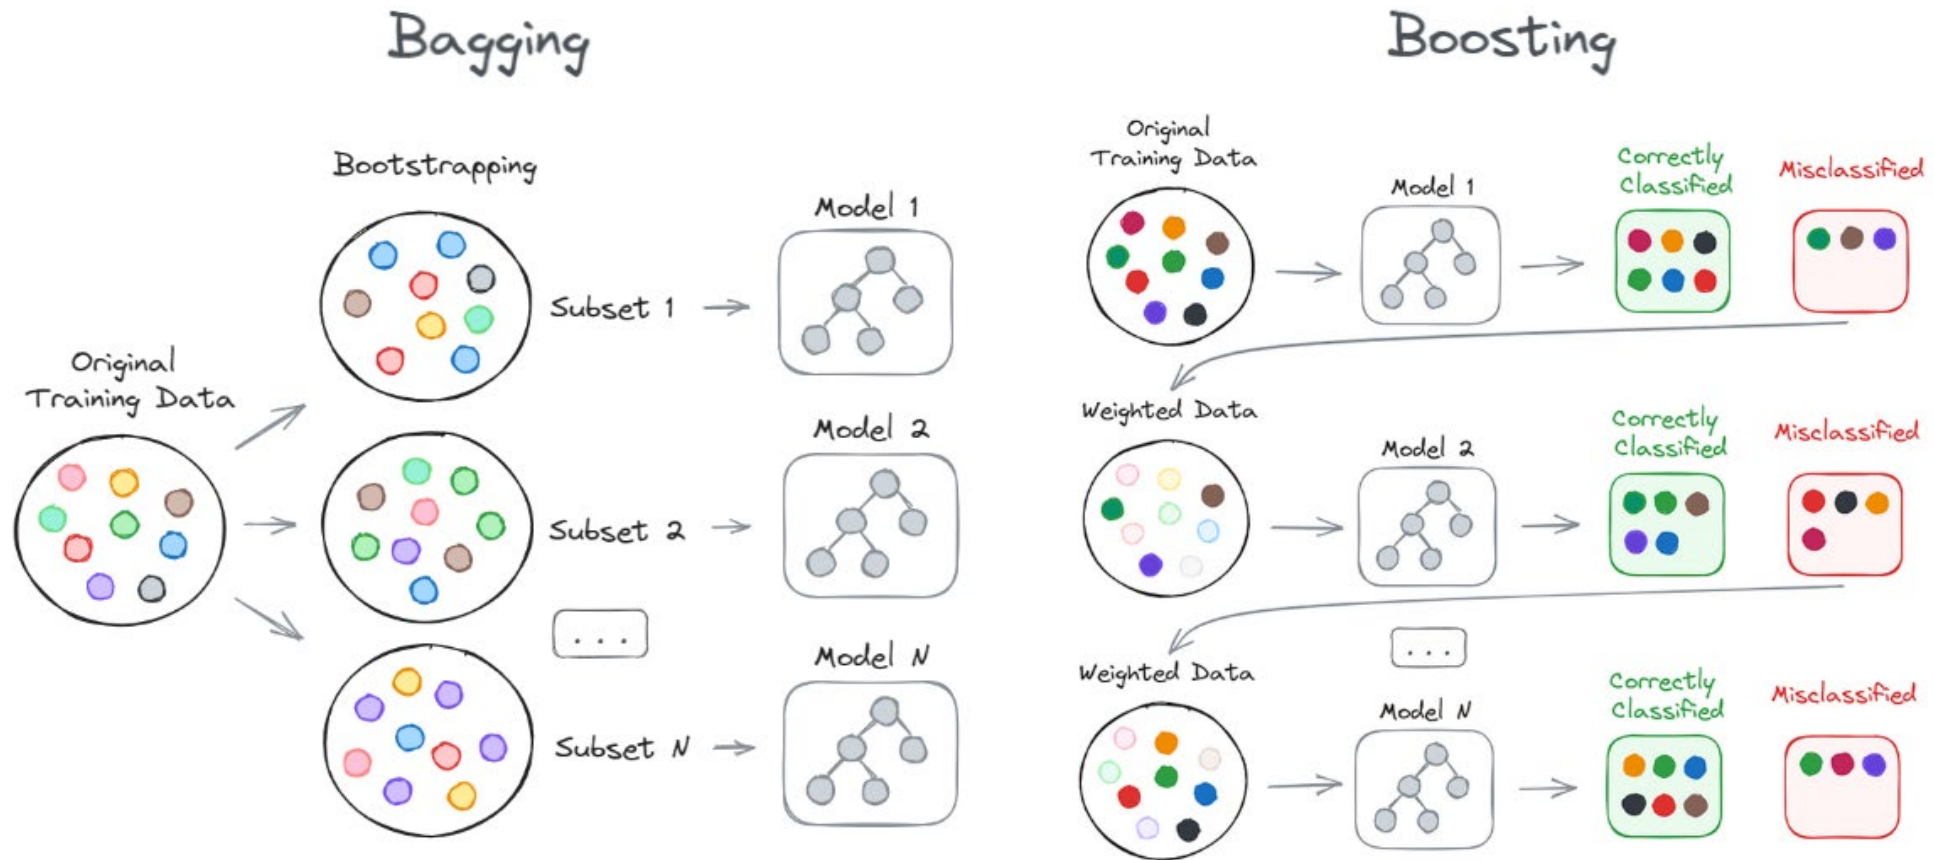 Bagging
Bootstrapping
Original
Training Data
Subset 1
Model 1
Subset 2
Model 2
...
Subset N
Model N
Boosting
Original
Training Data
Model 1
Correctly
Classified
Misclassified
Weighted Data
Model 2
Correctly
Classified
Misclassified
...
Weighted Data
Model N
Correctly
Classified
Misclassified